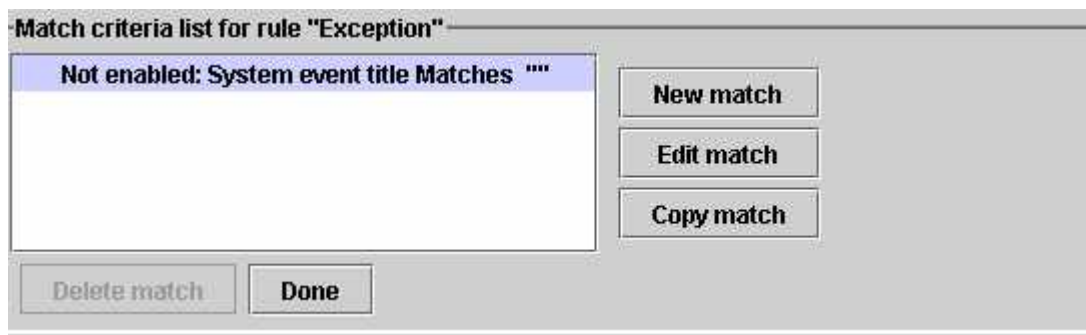 Match criteria list for rule "Exception"
Not enabled: System event title Matches ""
New match
Edit match
Copy match
Delete match
Done